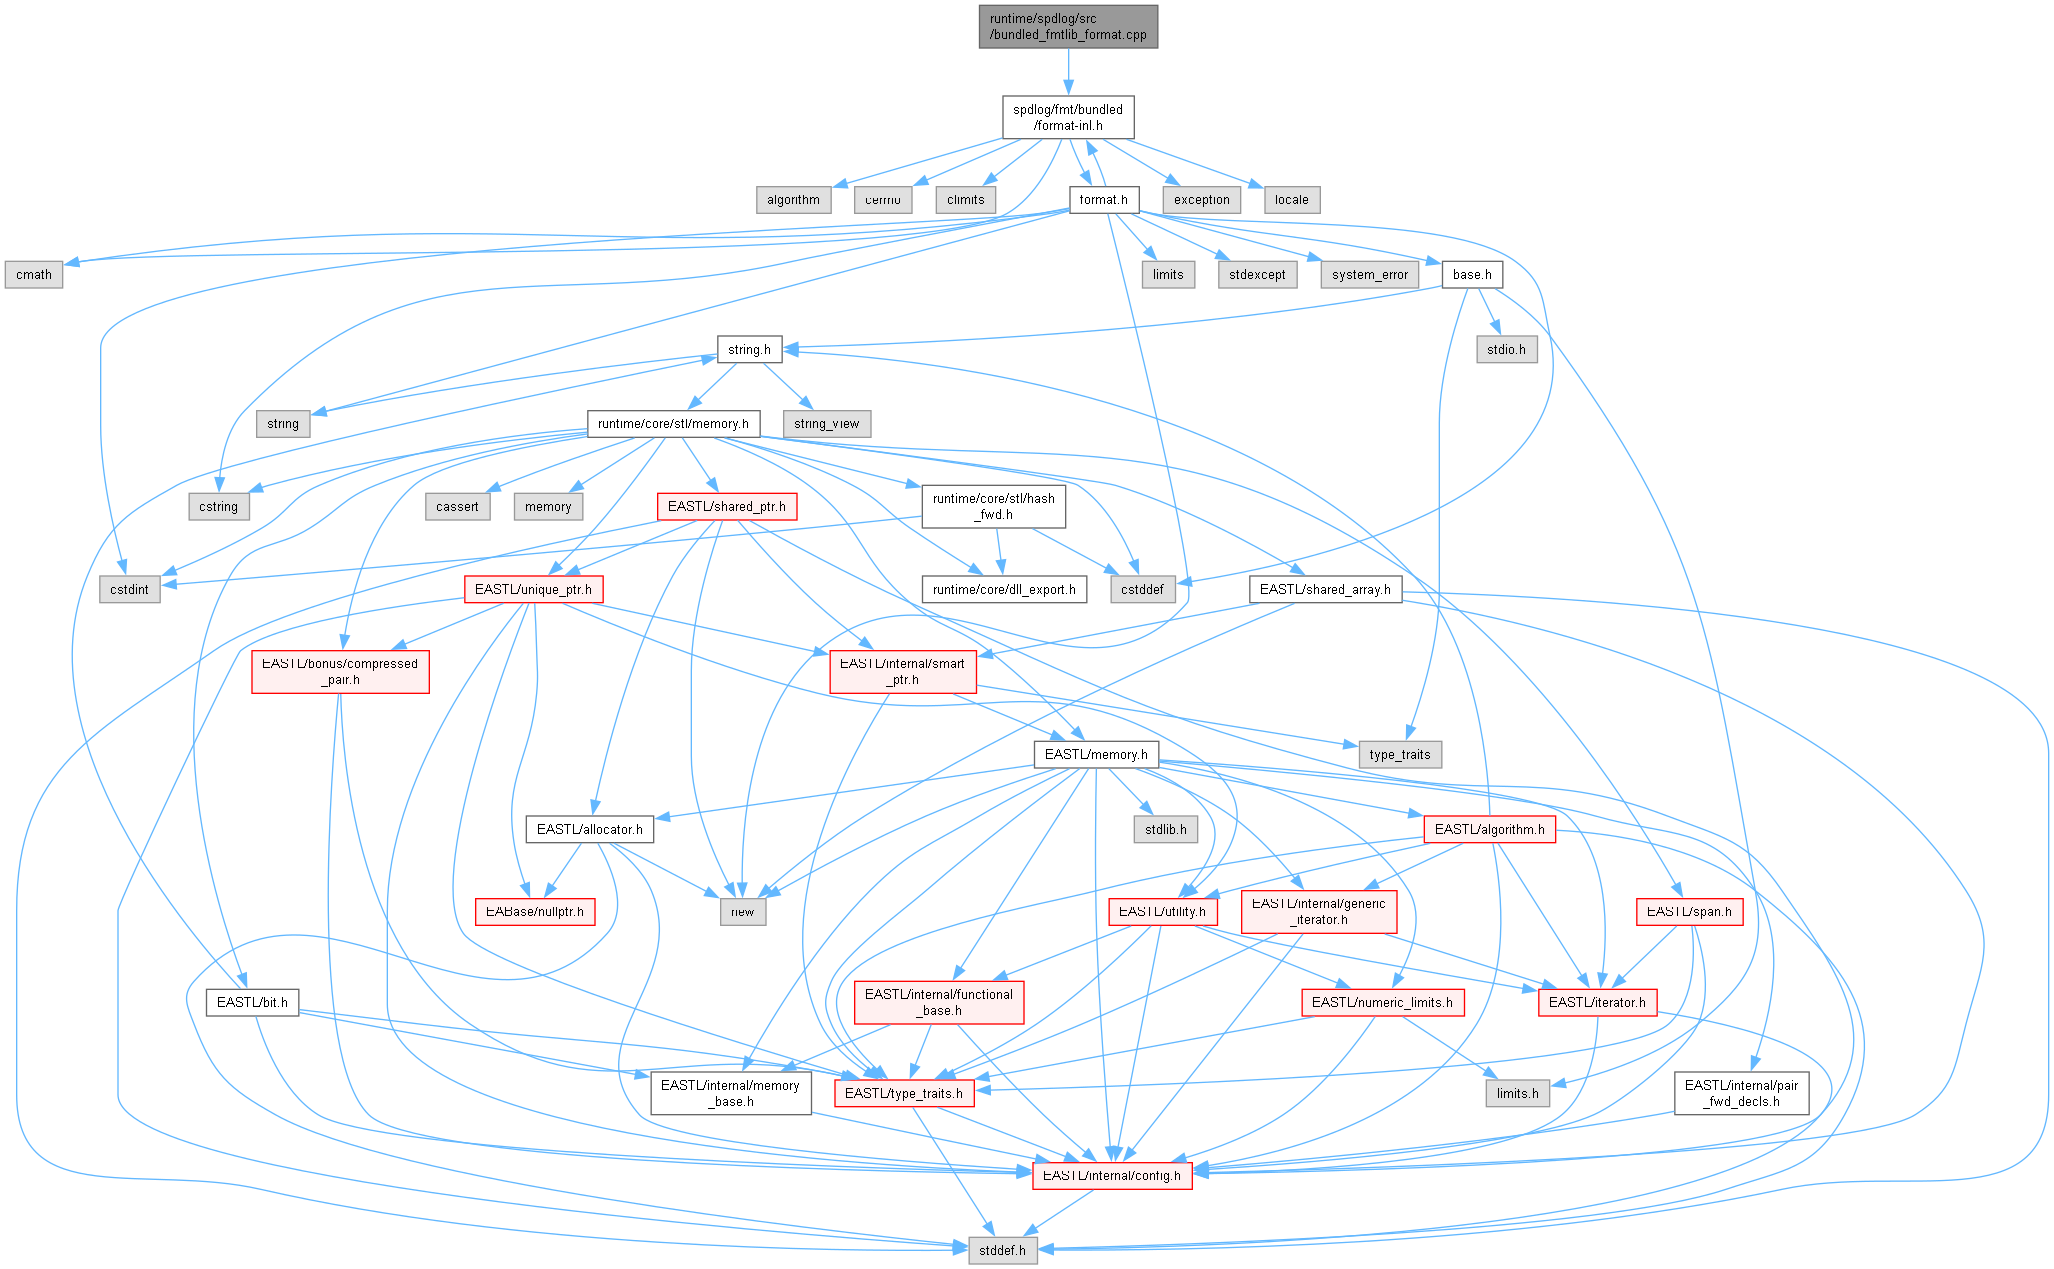 runtime/spdlog/src
/bundled_fmtlib_format.cpp
spdlog/fmt/bundled
/format-inl.h
algorithm
cerrno
climits
format.h
exception
locale
cmath
limits
stdexcept
system_error
base.h
string.h
stdio.h
string
runtime/core/stl/memory.h
string_view
cstring
cassert
memory
EASTL/shared_ptr.h
runtime/core/stl/hash
_fwd.h
cstdint
EASTL/unique_ptr.h
runtime/core/dll_export.h
cstddef
EASTL/shared_array.h
EASTL/bonus/compressed
_pair.h
EASTL/internal/smart
_ptr.h
EASTL/memory.h
type_traits
EASTL/allocator.h
stdlib.h
EASTL/algorithm.h
EABase/nullptr.h
new
EASTL/utility.h
EASTL/internal/generic
_iterator.h
EASTL/span.h
EASTL/bit.h
EASTL/internal/functional
_base.h
EASTL/numeric_limits.h
EASTL/iterator.h
EASTL/internal/memory
_base.h
EASTL/type_traits.h
limits.h
EASTL/internal/pair
_fwd_decls.h
EASTL/internal/config.h
stddef.h